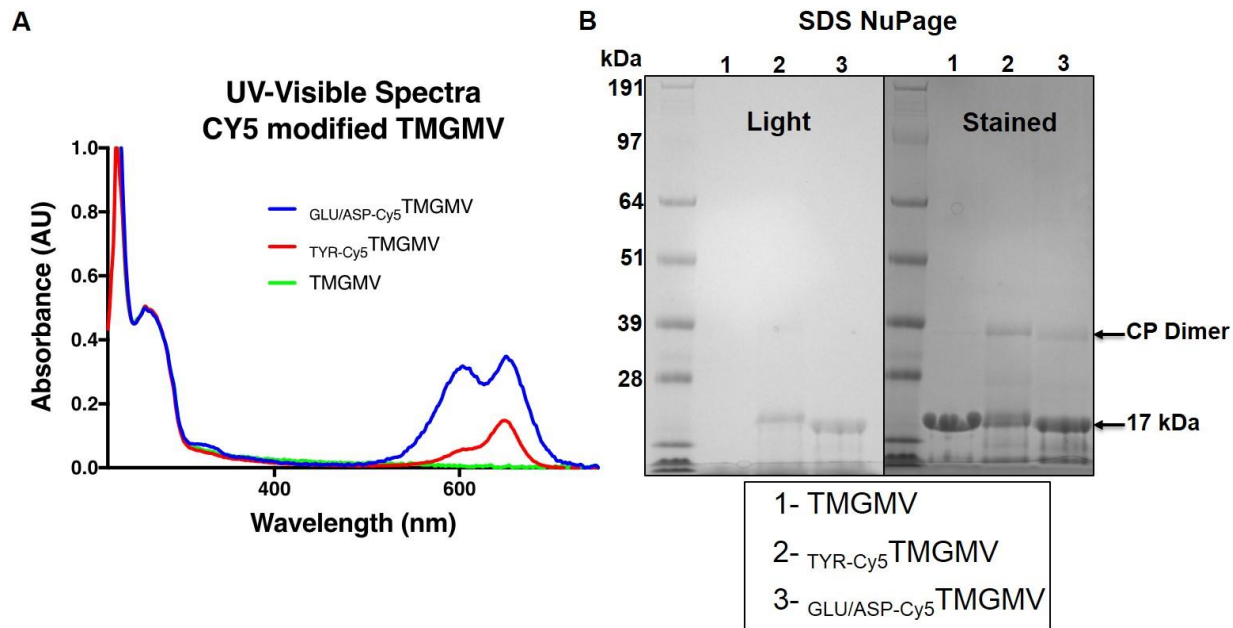 A
UV-Visible Spectra
CY5 modified TMGMV
GLU/ASP-Cy5TMGMV
TYR-Cy5TMGMV
TMGMV
1.0
0.8
0.6
0.4
0.2
0.0
400
600
Absorbance (AU)
Wavelength (nm)
B
SDS NuPage
kDa
1 2 3
1 2 3
191
97
64
51
39
28
Light
Stained
CP Dimer
17 kDa
1- TMGMV
2- TYR-Cy5TMGMV
3- GLU/ASP-Cy5TMGMV